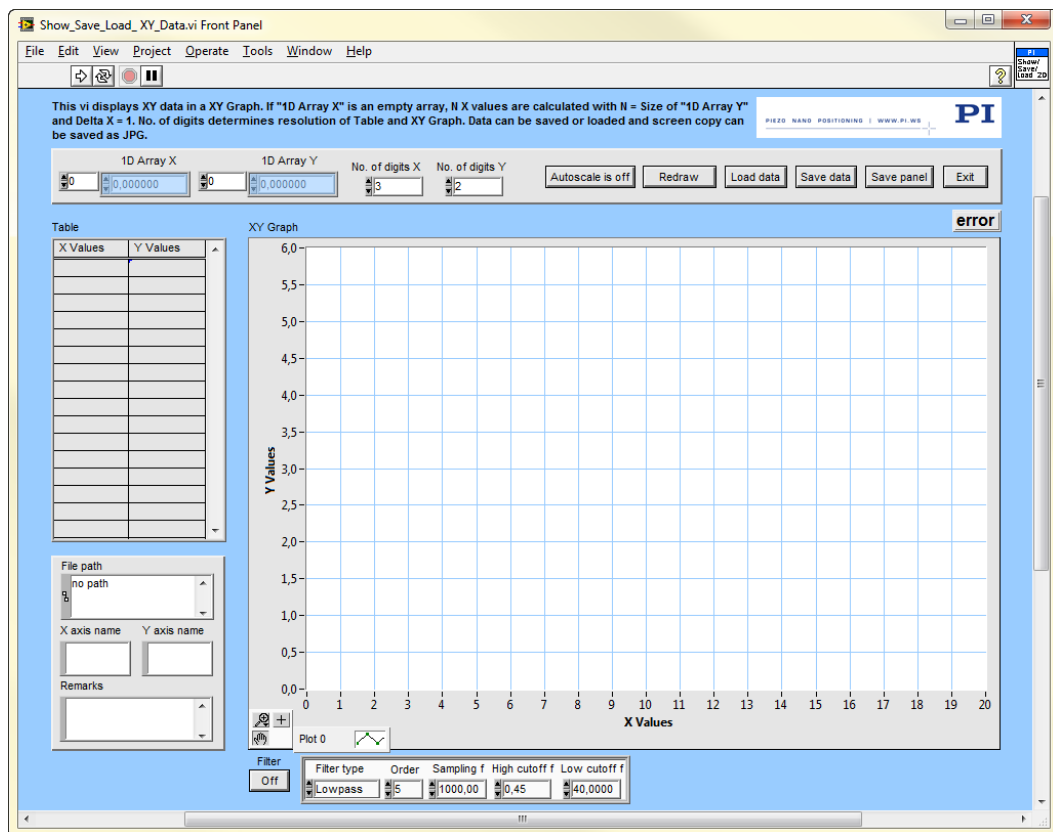 Show_Save_Load_ XY_Data.vi Front Panel
File Edit View Project Operate Tools Window Help
PI
Show/
Save/
Load 2D
This vi displays XY data in a XY Graph. If "1D Array X" is an empty array, N X values are calculated with N = Size of "1D Array Y"
and Delta X = 1. No. of digits determines resolution of Table and XY Graph. Data can be saved or loaded and screen copy can
be saved as JPG.
PIEZO NANO POSITIONING | WWW.PI.WS
PI
1D Array X 1D Array Y No. of digits X No. of digits Y
0 0,000000 0 0,000000 3 2 Autoscale is off Redraw Load data Save data Save panel Exit
error
Table XY Graph
X Values Y Values
6,0
5,5
5,0
4,5
4,0
3,5
3,0
2,5
2,0
1,5
1,0
0,5
0,0
Y Values
0 1 2 3 4 5 6 7 8 9 10 11 12 13 14 15 16 17 18 19 20
X Values
File path
no path
X axis name Y axis name
Remarks
Plot 0
Filter
Off
Filter type Order Sampling f High cutoff f Low cutoff f
Lowpass 5 1000,00 0,45 40,0000